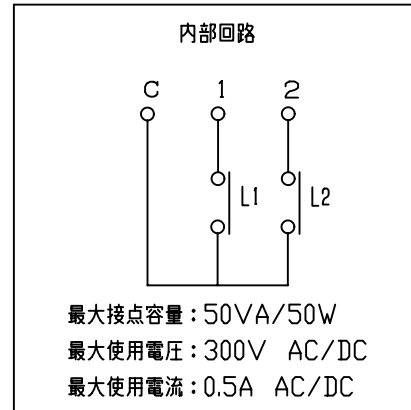 内部回路
C 1 2
L1 L2
最大接点容量：50VA/50W
最大使用電圧：300V AC/DC
最大使用電流：0.5A AC/DC